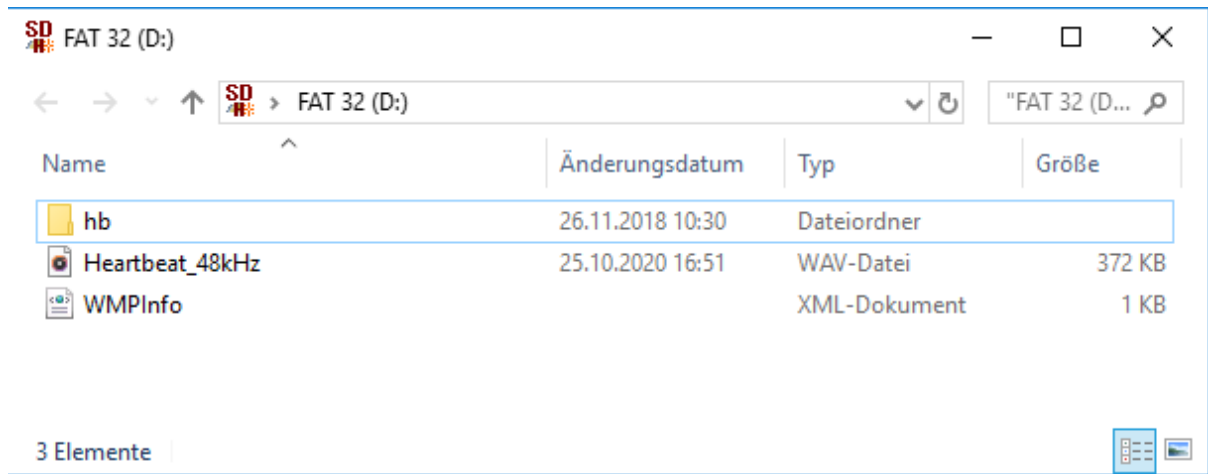 SD FAT 32 (D:)
SD > FAT 32 (D:) "FAT 32 (D...
Name Änderungsdatum Typ Größe
hb 26.11.2018 10:30 Dateiordner
Heartbeat_48kHz 25.10.2020 16:51 WAV-Datei 372 KB
WMPInfo XML-Dokument 1 KB
3 Elemente